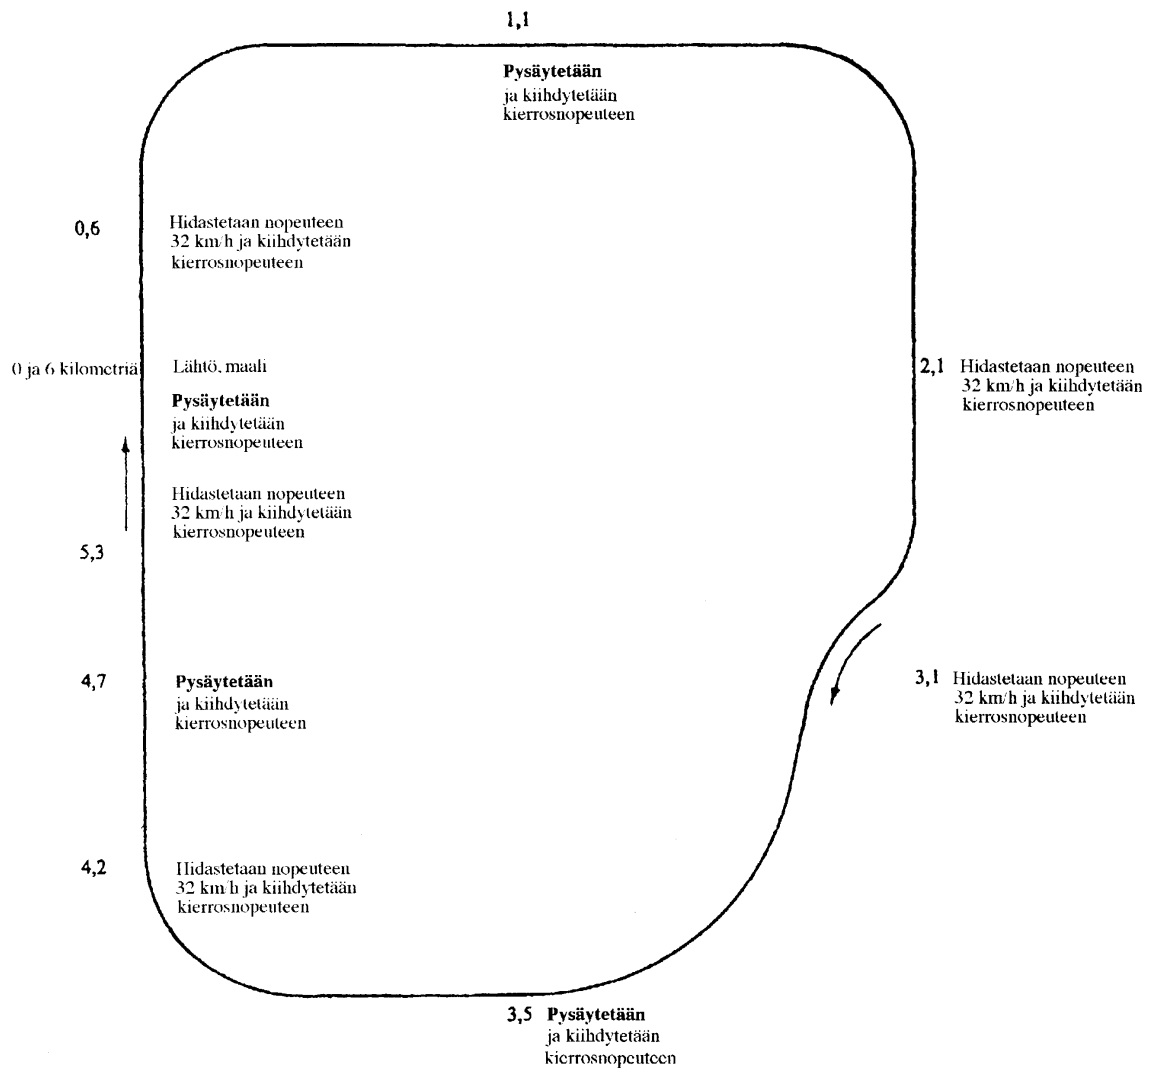 1,1
Pysäytetään
ja kiihdytetään
kierrosnopeuteen
0,6
Hidastetaan nopeuteen
32 km/h ja kiihdytetään
kierrosnopeuteen
0 ja 6 kilometriä
Lähtö, maali
Pysäytetään
ja kiihdytetään
kierrosnopeuteen
2,1 Hidastetaan nopeuteen
32 km/h ja kiihdytetään
kierrosnopeuteen
Hidastetaan nopeuteen
32 km/h ja kiihdytetään
kierrosnopeuteen
5,3
4,7
Pysäytetään
ja kiihdytetään
kierrosnopeuteen
3,1 Hidastetaan nopeuteen
32 km/h ja kiihdytetään
kierrosnopeuteen
4,2
Hidastetaan nopeuteen
32 km/h ja kiihdytetään
kierrosnopeuteen
3,5 Pysäytetään
ja kiihdytetään
kierrosnopeuteen